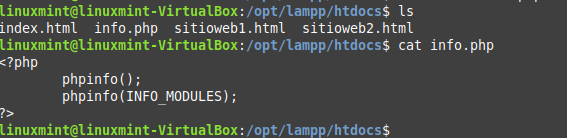 linuxmint@linuxmint-VirtualBox:/opt/lampp/htdocs$ ls
index.html  info.php  sitioweb1.html  sitioweb2.html
linuxmint@linuxmint-VirtualBox:/opt/lampp/htdocs$ cat info.php
<?php
        phpinfo();
        phpinfo(INFO_MODULES);
?>
linuxmint@linuxmint-VirtualBox:/opt/lampp/htdocs$